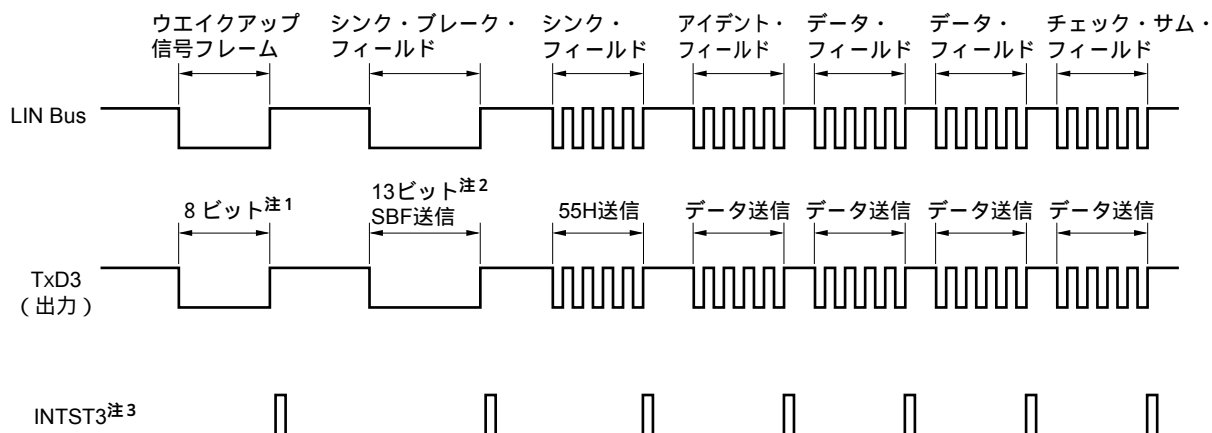 ウエイクアップ
信号フレーム
シンク・ブレーク・
フィールド
シンク・
フィールド
アイデント・
フィールド
データ・
フィールド
データ・
フィールド
チェック・サム・
フィールド
LIN Bus
8 ビット注1
13ビット注2
SBF送信
55H送信
データ送信
データ送信
データ送信
データ送信
TxD3
(出力)
INTST3注3